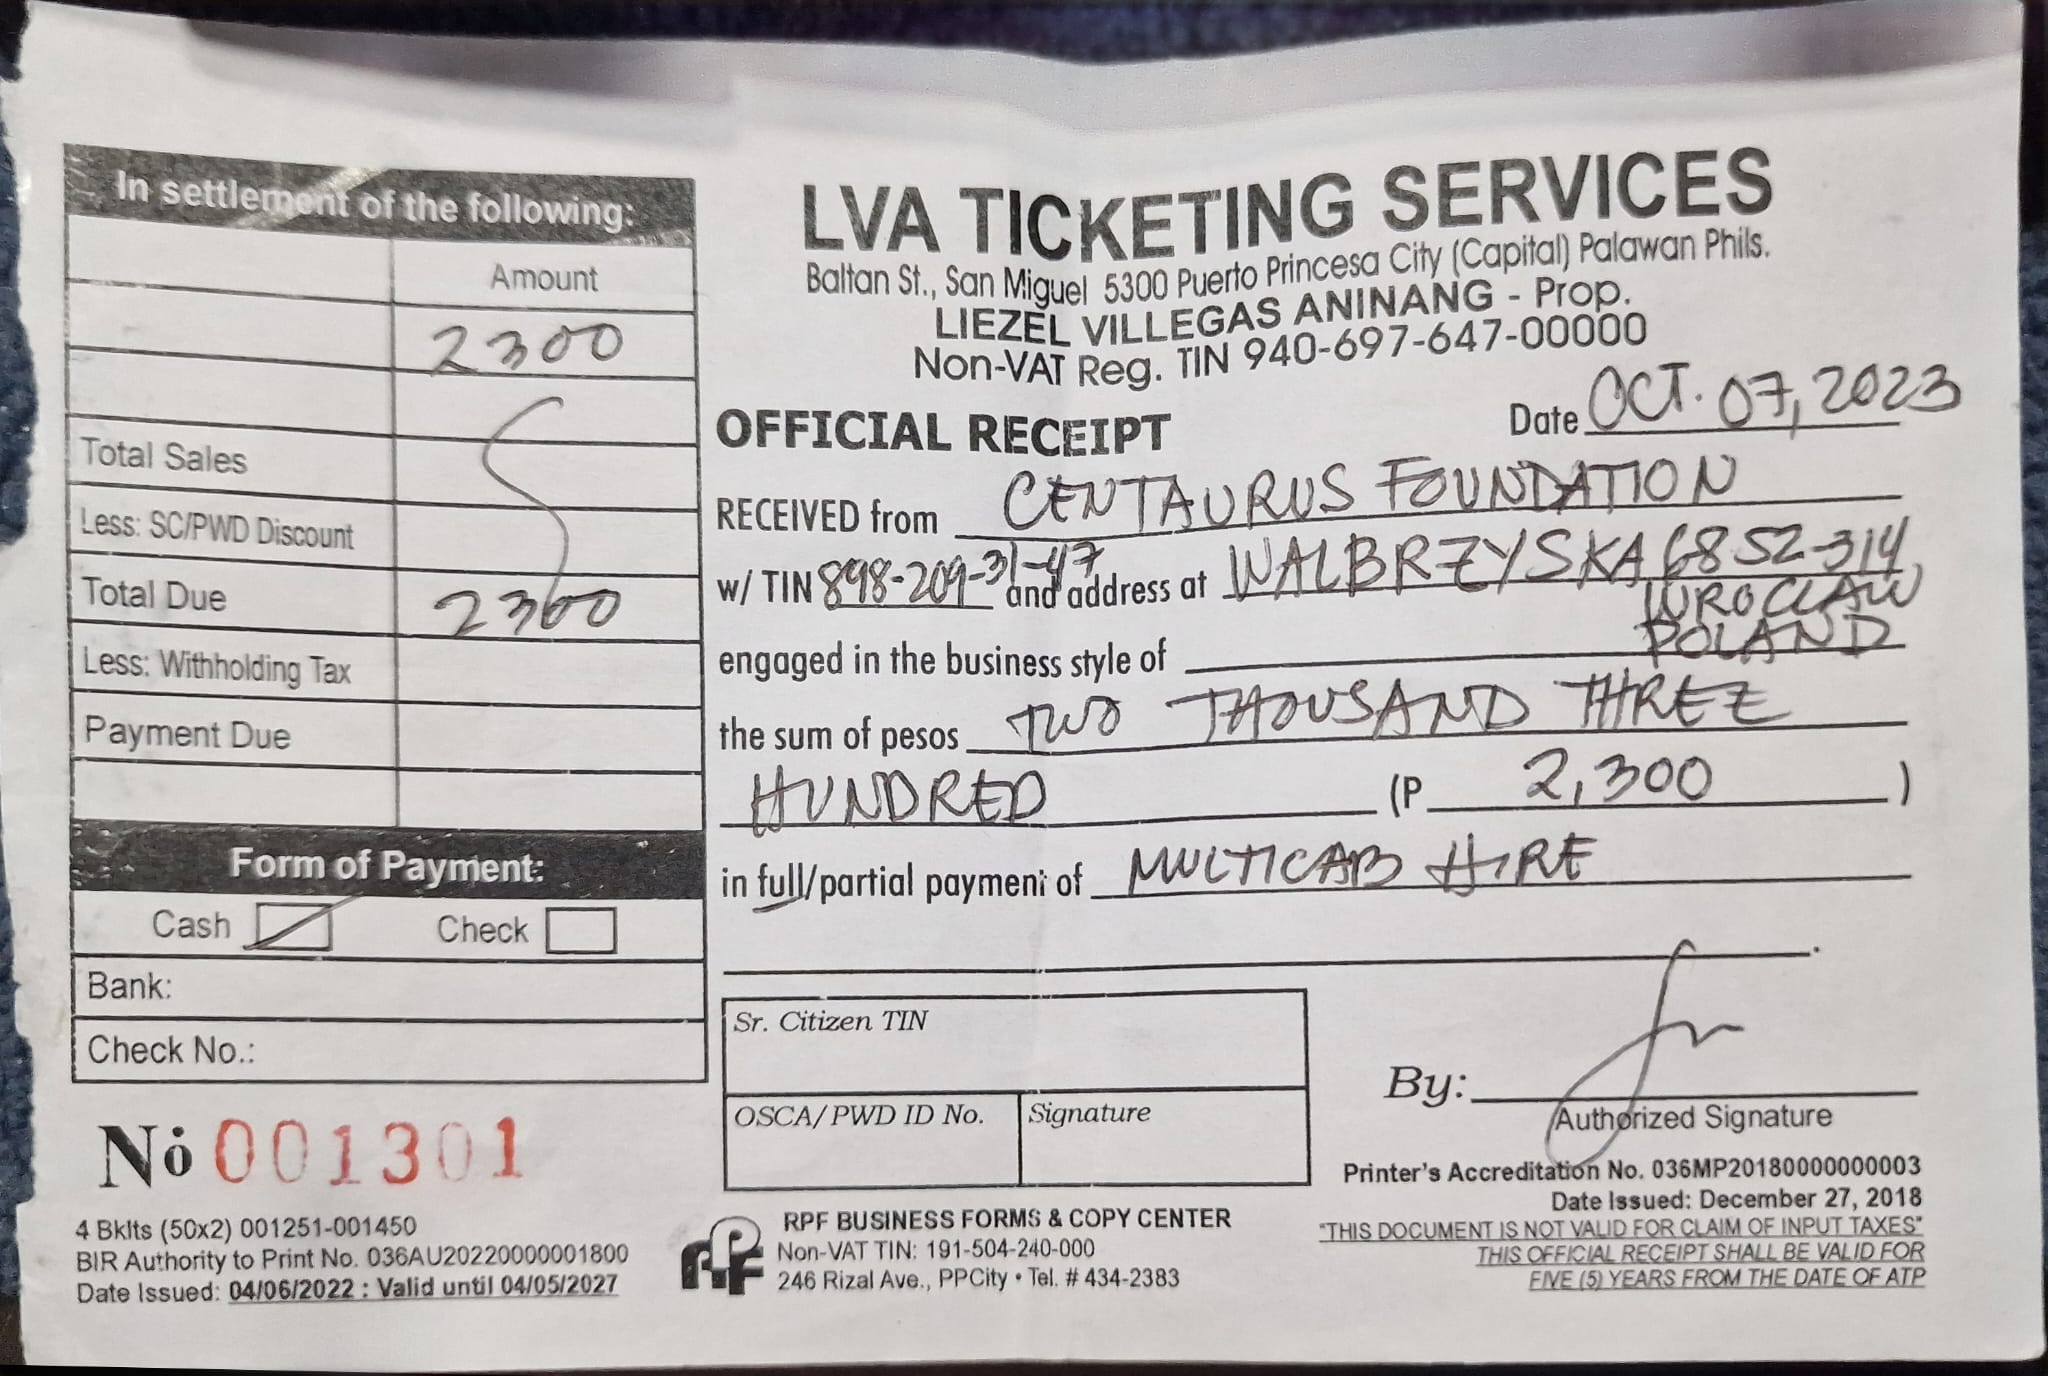 In settlement of the following:
Amount
2300
Total Sales
Less: SC/PWD Discount
Total Due 2300
Less: Withholding Tax
Payment Due
Form of Payment:
Cash Check
Bank:
Check No.:
No 001301
4 Bklts (50x2) 001251-001450
BIR Authority to Print No. 036AU20220000001800
Date Issued: 04/06/2022 : Valid until 04/05/2027
LVA TICKETING SERVICES
Baltan St., San Miguel 5300 Puerto Princesa City (Capital) Palawan Phils.
LIEZEL VILLEGAS ANINANG - Prop.
Non-VAT Reg. TIN 940-697-647-00000
OFFICIAL RECEIPT Date OCT. 07, 2023
RECEIVED from CENTAURUS FOUNDATION
w/ TIN 898-209-31-47 and address at WALBRZYSKA 6852-314
WROCLAW
POLAND
engaged in the business style of
the sum of pesos TWO THOUSAND THREE
HUNDRED (P 2,300 )
in full/partial payment of MULTICAB HIRE
Sr. Citizen TIN
OSCA/PWD ID No. Signature
By:
Authorized Signature
Printer's Accreditation No. 036MP20180000000003
Date Issued: December 27, 2018
"THIS DOCUMENT IS NOT VALID FOR CLAIM OF INPUT TAXES"
THIS OFFICIAL RECEIPT SHALL BE VALID FOR
FIVE (5) YEARS FROM THE DATE OF ATP
RPF
RPF BUSINESS FORMS & COPY CENTER
Non-VAT TIN: 191-504-240-000
246 Rizal Ave., PPCity • Tel. # 434-2383